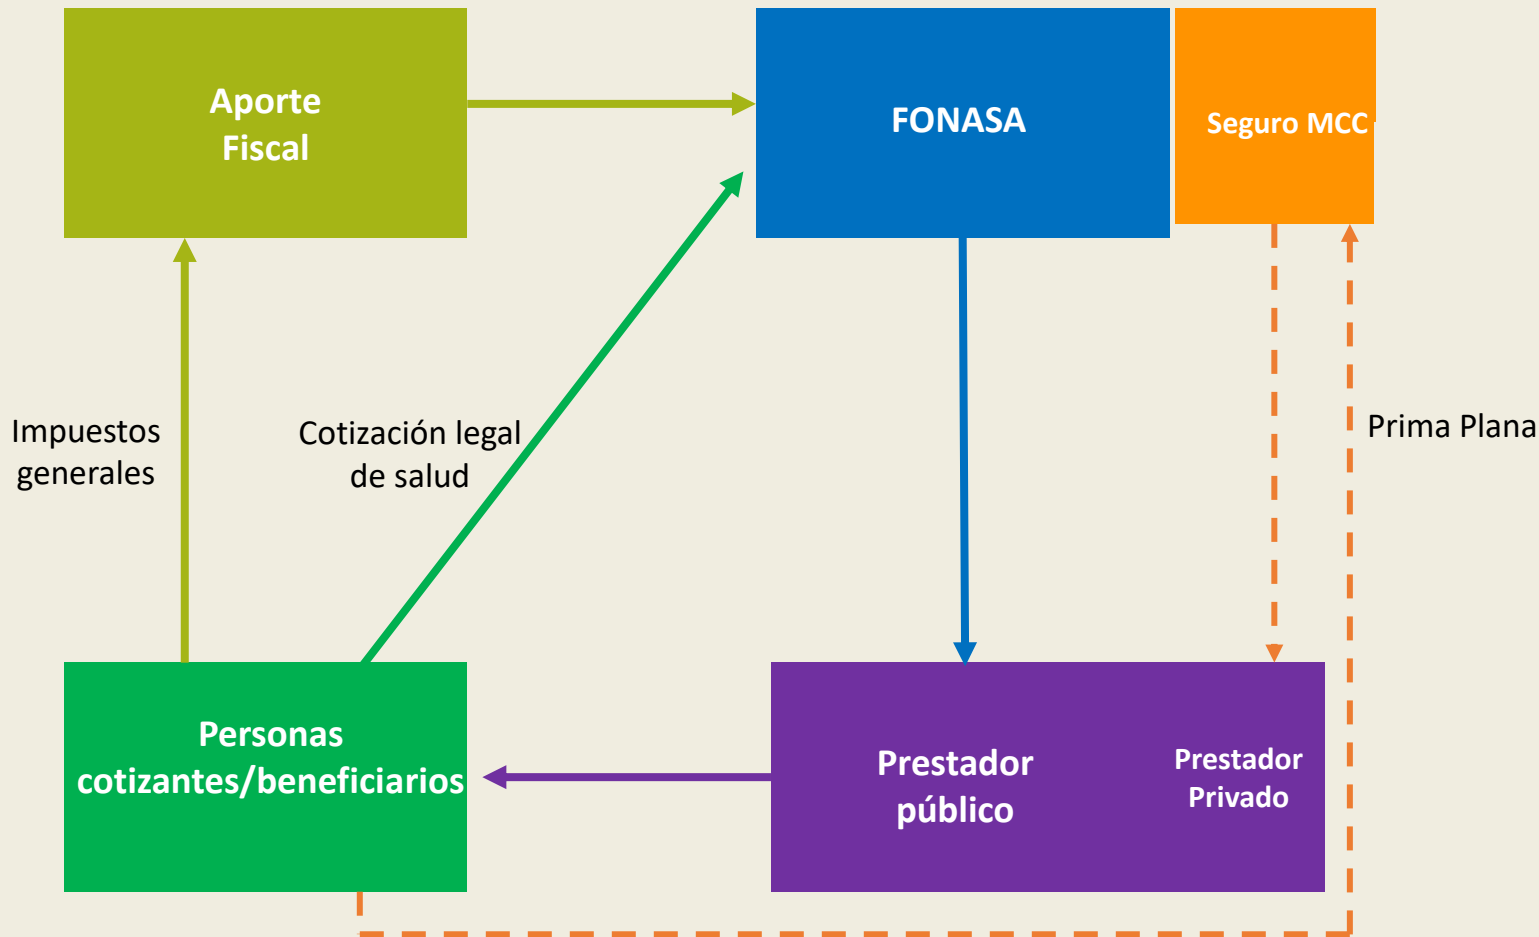 Aporte
Fiscal
FONASA
Seguro MCC
Impuestos
generales
Cotización legal
de salud
Prima Plana
Personas
cotizantes/beneficiarios
Prestador
público
Prestador
Privado